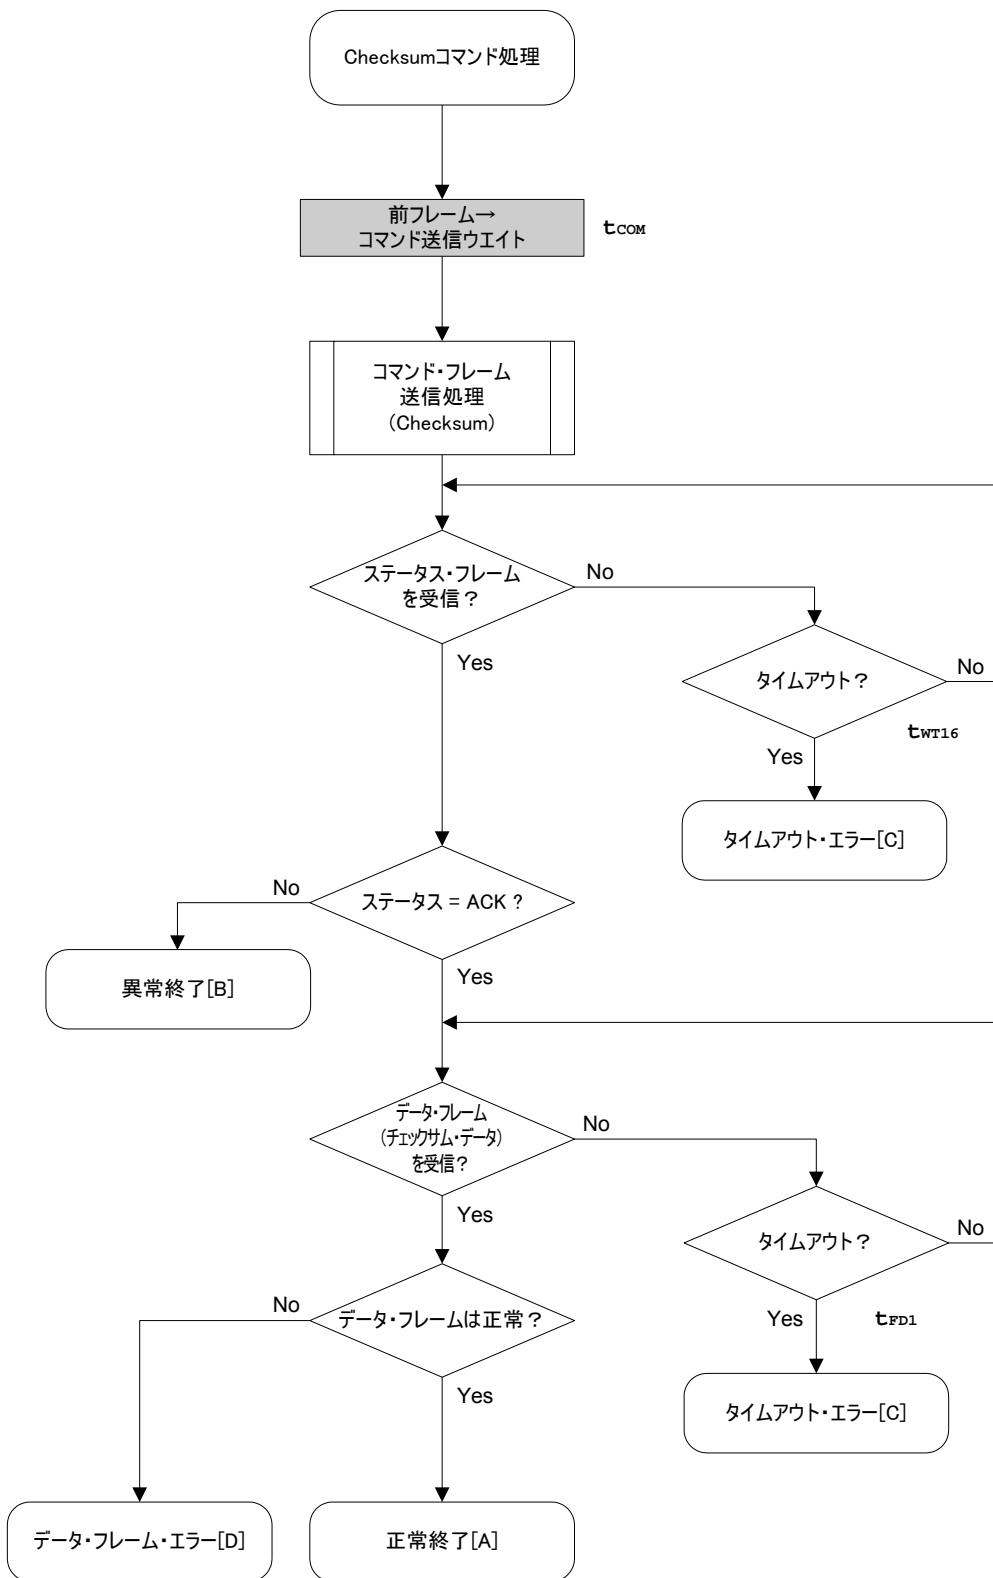 Checksumコマンド処理
前フレーム→
コマンド送信ウエイト
tCOM
コマンド・フレーム
送信処理
(Checksum)
ステータス・フレーム
を受信？
No
Yes
タイムアウト？
No
tWT16
Yes
タイムアウト・エラー[C]
ステータス = ACK ?
No
異常終了[B]
Yes
データ・フレーム
(チェックサム・データ)
を受信？
No
Yes
タイムアウト？
No
Yes
tFD1
データ・フレームは正常？
No
Yes
タイムアウト・エラー[C]
データ・フレーム・エラー[D]
正常終了[A]